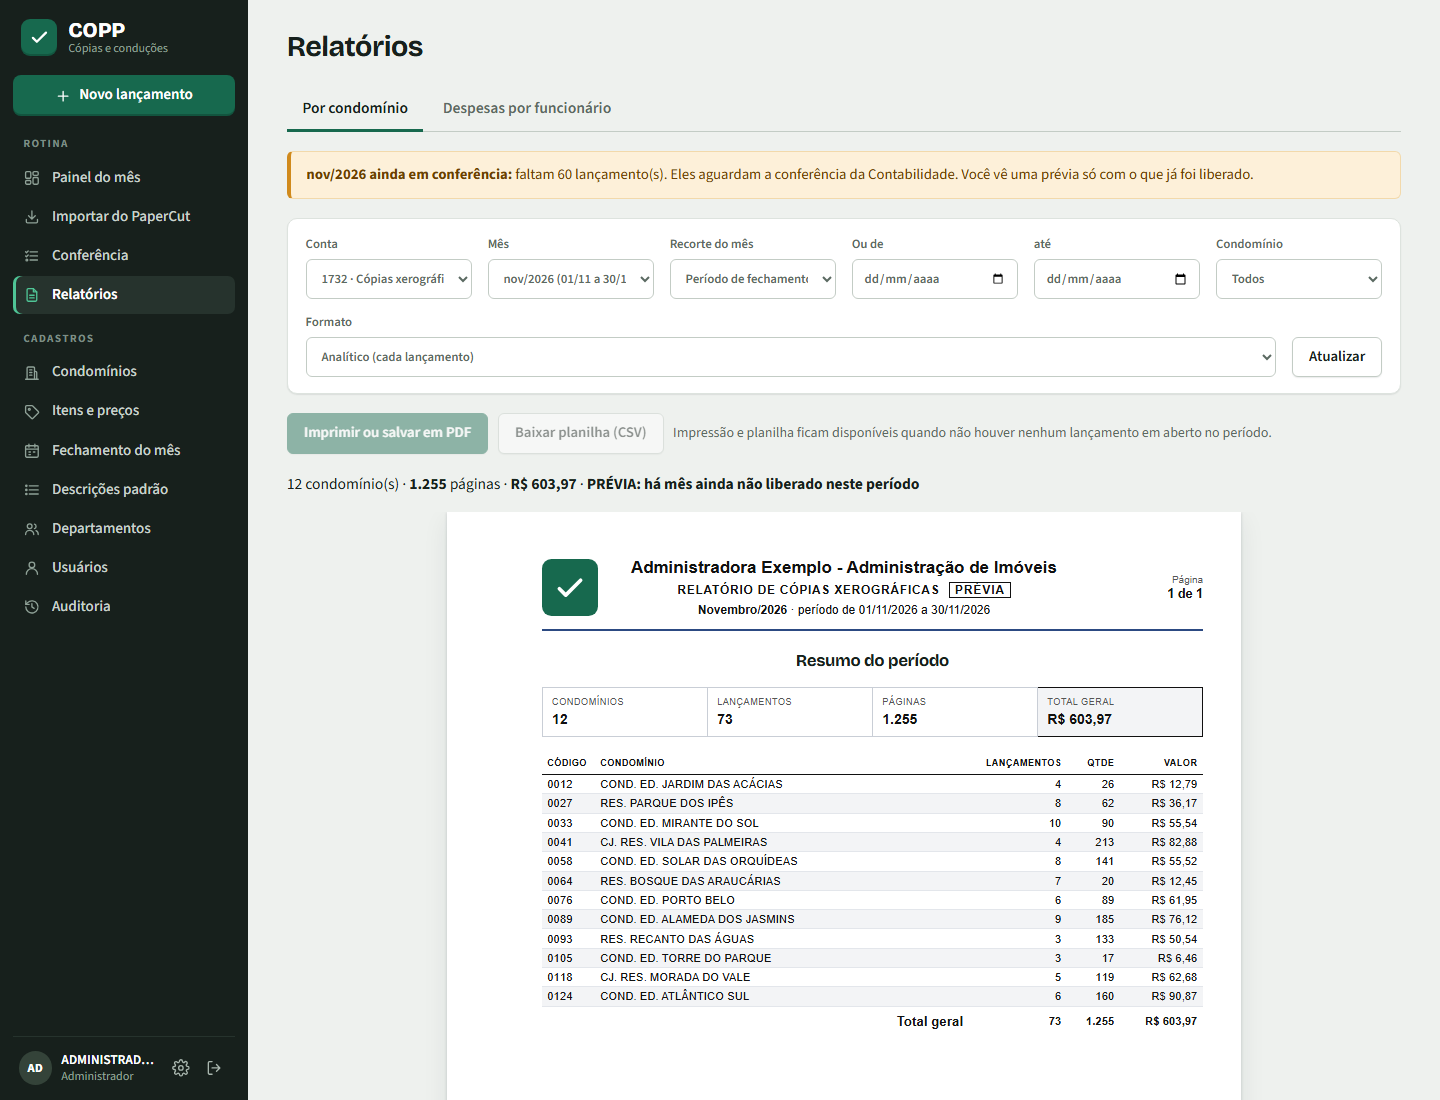 COPP
Cópias e conduções
Novo lançamento
ROTINA
Painel do mês
Importar do PaperCut
Conferência
Relatórios
CADASTROS
Condomínios
Itens e preços
Fechamento do mês
Descrições padrão
Departamentos
Usuários
Auditoria
AD
ADMINISTRAD...
Administrador
Relatórios
Por condomínio Despesas por funcionário
nov/2026 ainda em conferência: faltam 60 lançamento(s). Eles aguardam a conferência da Contabilidade. Você vê uma prévia só com o que já foi liberado.
Conta Mês Recorte do mês Ou de até Condomínio
1732 · Cópias xerográfi nov/2026 (01/11 a 30/1 Período de fechamento dd/mm/aaaa dd/mm/aaaa Todos
Formato
Analítico (cada lançamento) Atualizar
Imprimir ou salvar em PDF Baixar planilha (CSV) Impressão e planilha ficam disponíveis quando não houver nenhum lançamento em aberto no período.
12 condomínio(s) · 1.255 páginas · R$ 603,97 · PRÉVIA: há mês ainda não liberado neste período
Administradora Exemplo - Administração de Imóveis
RELATÓRIO DE CÓPIAS XEROGRÁFICAS PRÉVIA
Novembro/2026 · período de 01/11/2026 a 30/11/2026
Página
1 de 1
Resumo do período
CONDOMÍNIOS LANÇAMENTOS PÁGINAS TOTAL GERAL
12 73 1.255 R$ 603,97
CÓDIGO CONDOMÍNIO LANÇAMENTOS QTDE VALOR
0012 COND. ED. JARDIM DAS ACÁCIAS 4 26 R$ 12,79
0027 RES. PARQUE DOS IPÊS 8 62 R$ 36,17
0033 COND. ED. MIRANTE DO SOL 10 90 R$ 55,54
0041 CJ. RES. VILA DAS PALMEIRAS 4 213 R$ 82,88
0058 COND. ED. SOLAR DAS ORQUÍDEAS 8 141 R$ 55,52
0064 RES. BOSQUE DAS ARAUCÁRIAS 7 20 R$ 12,45
0076 COND. ED. PORTO BELO 6 89 R$ 61,95
0089 COND. ED. ALAMEDA DOS JASMINS 9 185 R$ 76,12
0093 RES. RECANTO DAS ÁGUAS 3 133 R$ 50,54
0105 COND. ED. TORRE DO PARQUE 3 17 R$ 6,46
0118 CJ. RES. MORADA DO VALE 5 119 R$ 62,68
0124 COND. ED. ATLÂNTICO SUL 6 160 R$ 90,87
Total geral 73 1.255 R$ 603,97